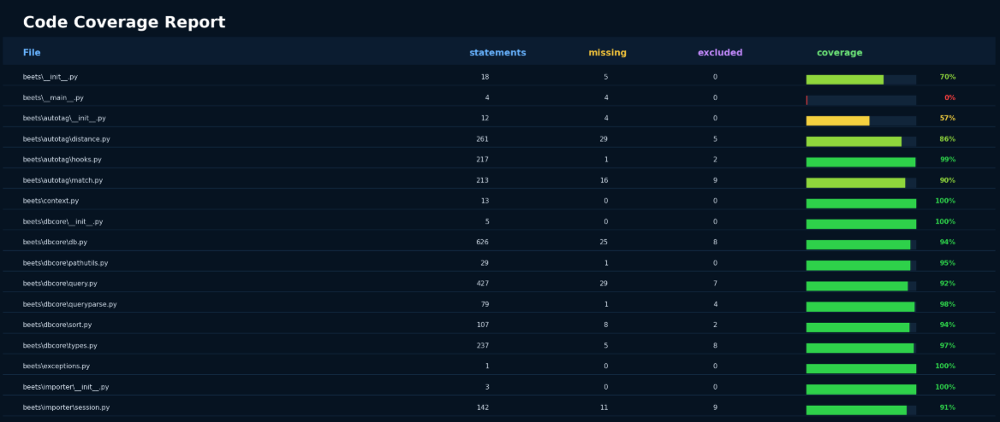 Code Coverage Report
File statements missing excluded coverage
beets\__init__.py 18 5 0 70%
beets\__main__.py 4 4 0 0%
beets\autotag\__init__.py 12 4 0 57%
beets\autotag\distance.py 261 29 5 86%
beets\autotag\hooks.py 217 1 2 99%
beets\autotag\match.py 213 16 9 90%
beets\context.py 13 0 0 100%
beets\dbcore\__init__.py 5 0 0 100%
beets\dbcore\db.py 626 25 8 94%
beets\dbcore\pathutils.py 29 1 0 95%
beets\dbcore\query.py 427 29 7 92%
beets\dbcore\queryparse.py 79 1 4 98%
beets\dbcore\sort.py 107 8 2 94%
beets\dbcore\types.py 237 5 8 97%
beets\exceptions.py 1 0 0 100%
beets\importer\__init__.py 3 0 0 100%
beets\importer\session.py 142 11 9 91%